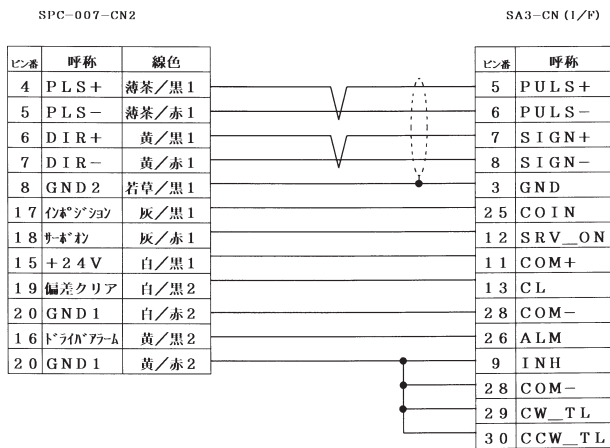 SPC-007-CN2
SA3-CN(I/F)
ピン番 呼称 線色
ピン番 呼称
4 PLS+ 薄茶/黒1
5 PULS+
5 PLS- 薄茶/赤1
6 PULS-
6 DIR+ 黄/黒1
7 SIGN+
7 DIR- 黄/赤1
8 SIGN-
8 GND2 若草/黒1
3 GND
17 インポジション 灰/黒1
25 COIN
18 サーボオン 灰/赤1
12 SRV_ON
15 +24V 白/黒1
11 COM+
19 偏差クリア 白/黒2
13 CL
20 GND1 白/赤2
28 COM-
16 ドライバアラーム 黄/黒2
26 ALM
20 GND1 黄/赤2
9 INH
28 COM-
29 CW_TL
30 CCW_TL